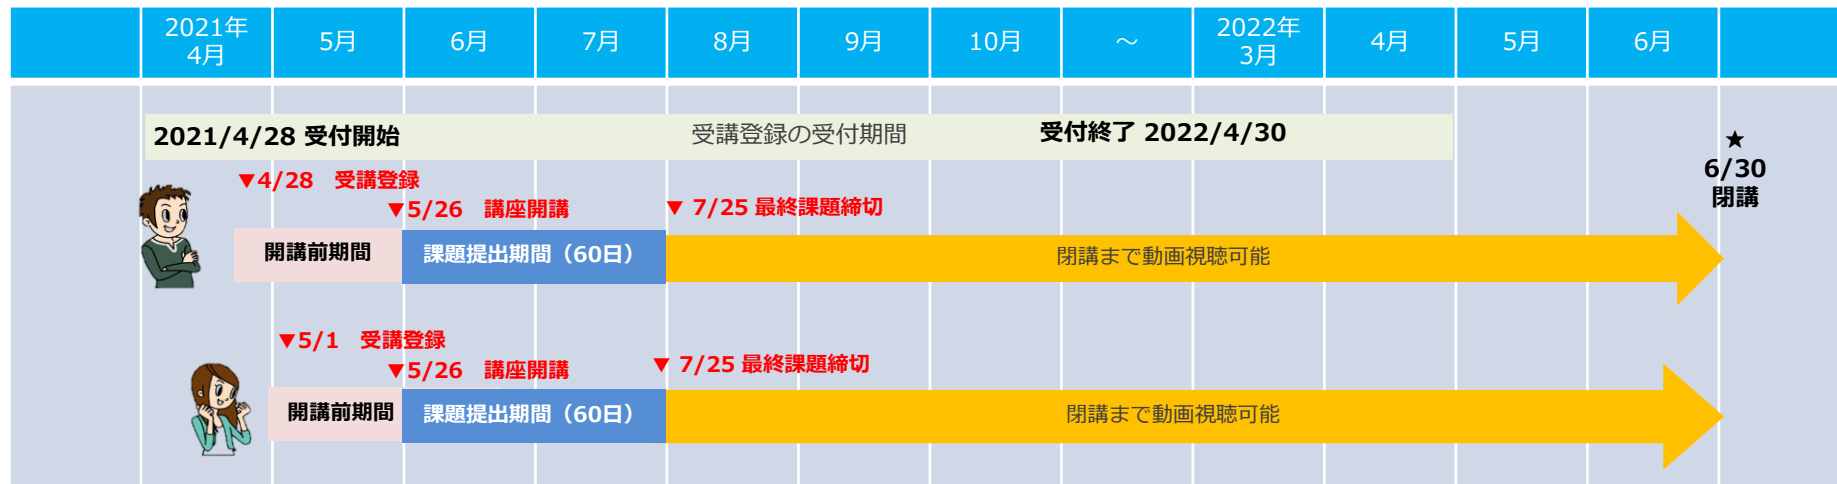 2021年
4月
5月
6月
7月
8月
9月
10月
～
2022年
3月
4月
5月
6月
2021/4/28 受付開始
受講登録の受付期間
受付終了 2022/4/30
★
6/30
閉講
▼4/28　受講登録
▼5/26　講座開講
▼ 7/25 最終課題締切
開講前期間
課題提出期間（60日）
閉講まで動画視聴可能
▼5/1　受講登録
▼5/26　講座開講
▼ 7/25 最終課題締切
開講前期間
課題提出期間（60日）
閉講まで動画視聴可能